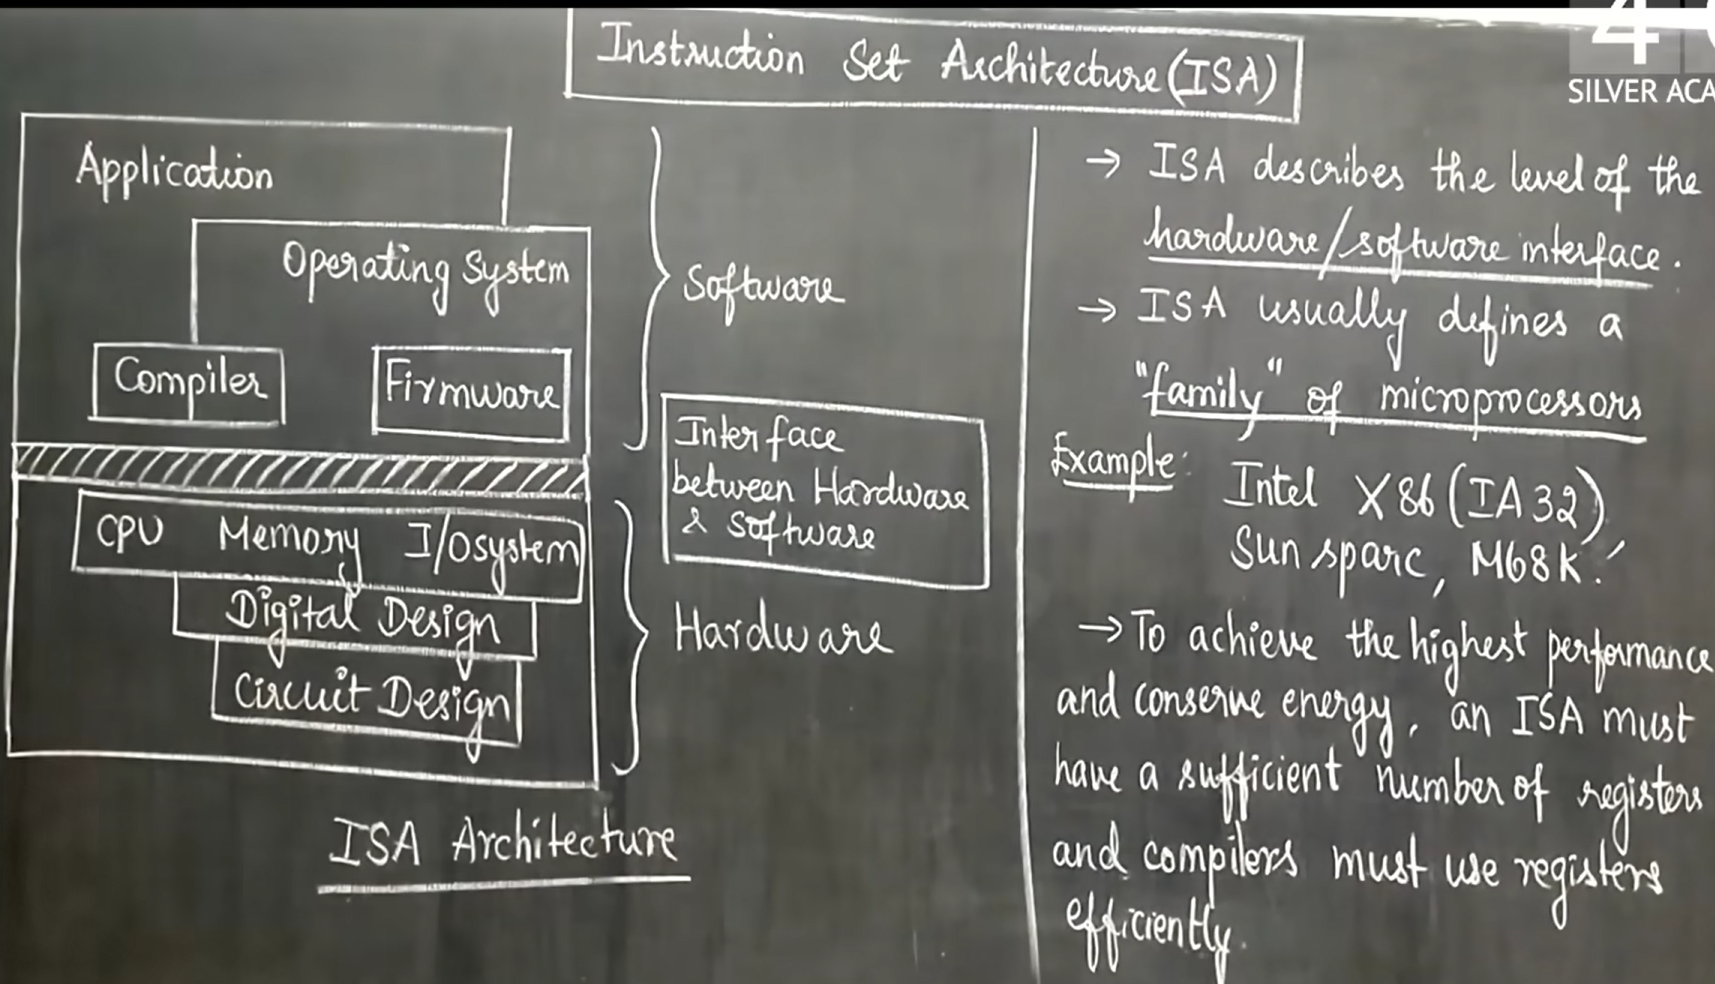 4
SILVER ACA
Instruction Set Architecture (ISA)
Application
Operating System
Compiler
Firmware
Software
Interface
between Hardware
& Software
CPU Memory I/O system
Digital Design
Circuit Design
Hardware
ISA Architecture
→ ISA describes the level of the
hardware/software interface.
→ ISA usually defines a
"family" of microprocessors
Example: Intel X86 (IA32),
Sun sparc, M68K.
→ To achieve the highest performance
and conserve energy, an ISA must
have a sufficient number of registers
and compilers must use registers
efficiently.